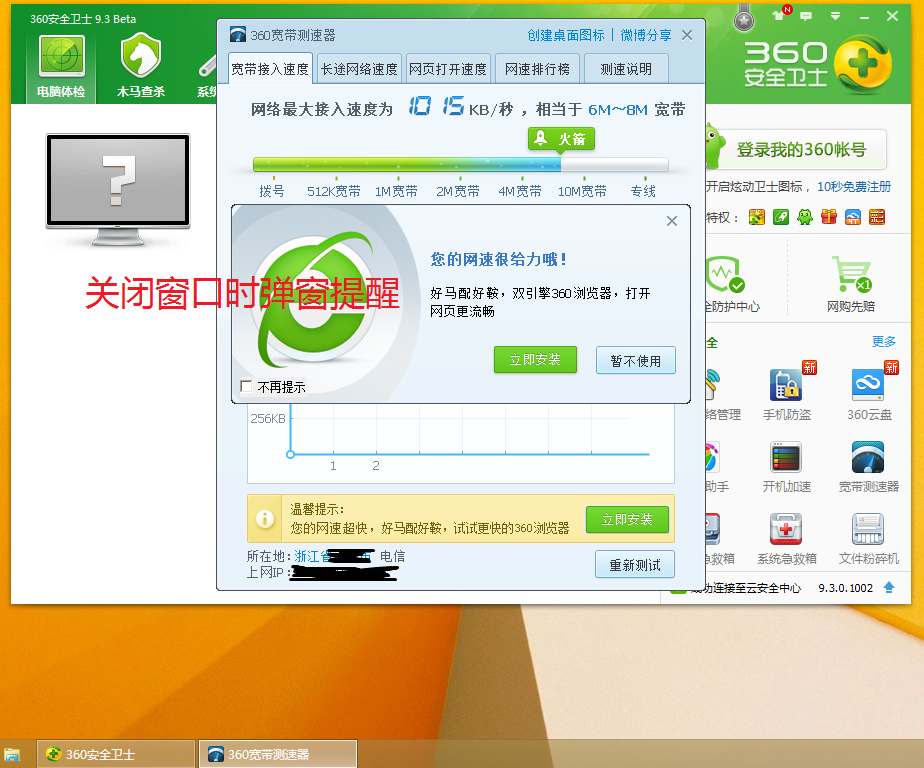 360安全卫士 9.3 Beta
N
电脑体检
木马查杀
系统
360
安全卫士
360宽带测速器
创建桌面图标 | 微博分享
宽带接入速度
长途网络速度
网页打开速度
网速排行榜
测速说明
网络最大接入速度为 1015 KB/秒，相当于 6M～8M 宽带
火箭
拨号
512K宽带
1M宽带
2M宽带
4M宽带
10M宽带
专线
关闭窗口时弹窗提醒
您的网速很给力哦！
好马配好鞍，双引擎360浏览器，打开
网页更流畅
立即安装
暂不使用
不再提示
256KB
1
2
温馨提示：
您的网速超快，好马配好鞍，试试更快的360浏览器
立即安装
所在地：浙江省 电信
上网IP：
重新测试
登录我的360帐号
开启炫动卫士图标，10秒免费注册
特权：
全防护中心
x1
网购先赔
全
更多
新
新
络管理
手机防盗
360云盘
助手
开机加速
宽带测速器
急救箱
系统急救箱
文件粉碎机
成功连接至云安全中心
9.3.0.1002
360安全卫士
360宽带测速器